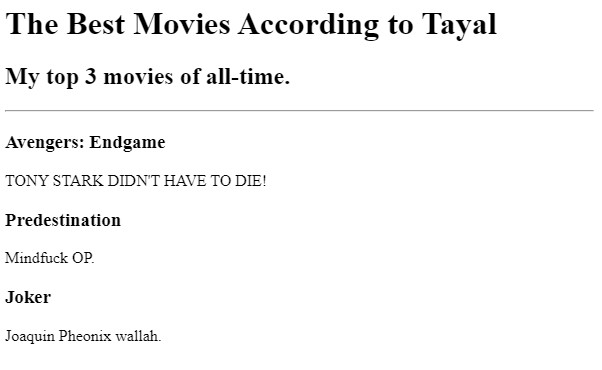 The Best Movies According to Tayal
My top 3 movies of all-time.
Avengers: Endgame
TONY STARK DIDN'T HAVE TO DIE!
Predestination
Mindfuck OP.
Joker
Joaquin Pheonix wallah.